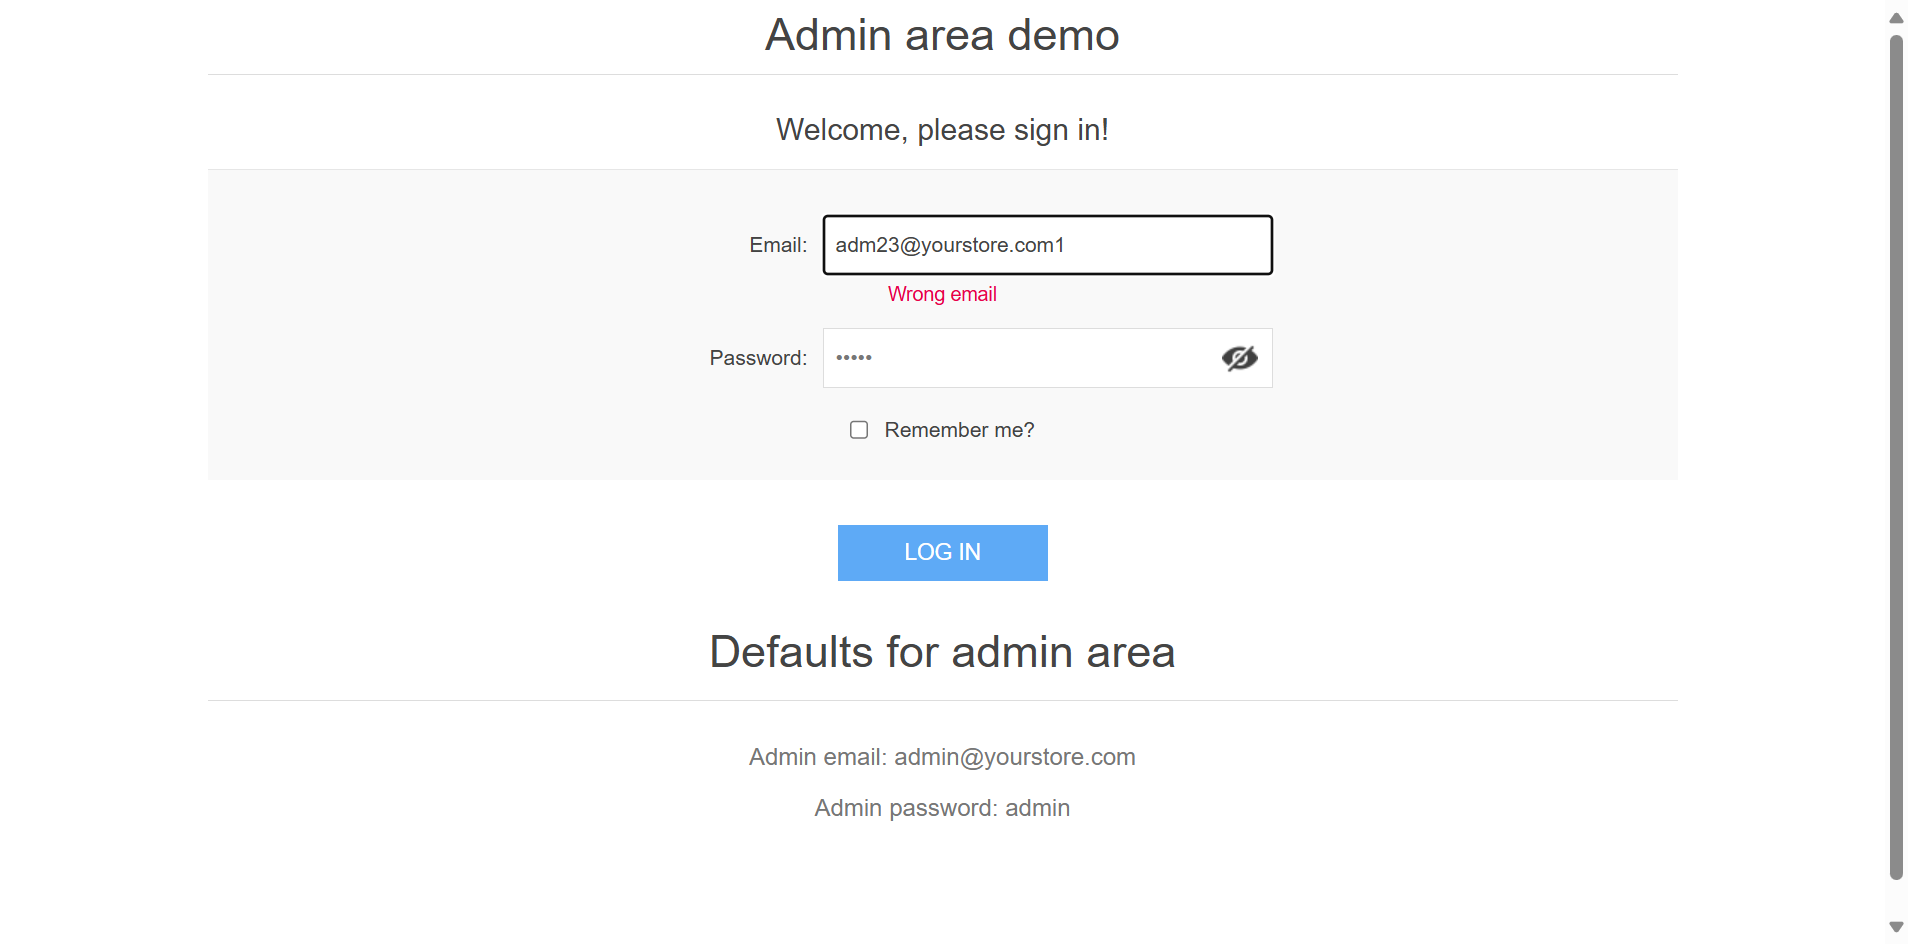 Admin area demo
Welcome, please sign in!
Email: adm23@yourstore.com1
Wrong email
Password: •••••
Remember me?
LOG IN
Defaults for admin area
Admin email: admin@yourstore.com
Admin password: admin